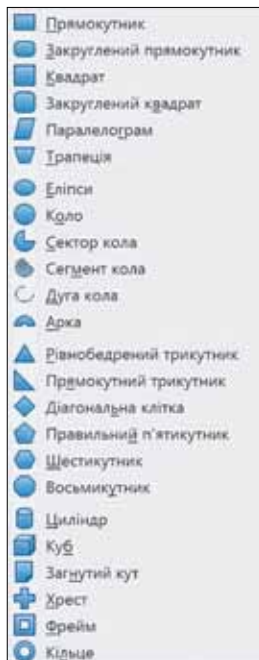 Прямокутник
Закруглений прямокутник
Квадрат
Закруглений квадрат
Паралелограм
Трапеція
Еліпси
Коло
Сектор кола
Сегмент кола
Дуга кола
Арка
Рівнобедрений трикутник
Прямокутний трикутник
Діагональна клітка
Правильний п'ятикутник
Шестикутник
Восьмикутник
Циліндр
Куб
Загнутий кут
Хрест
Фрейм
Кільце